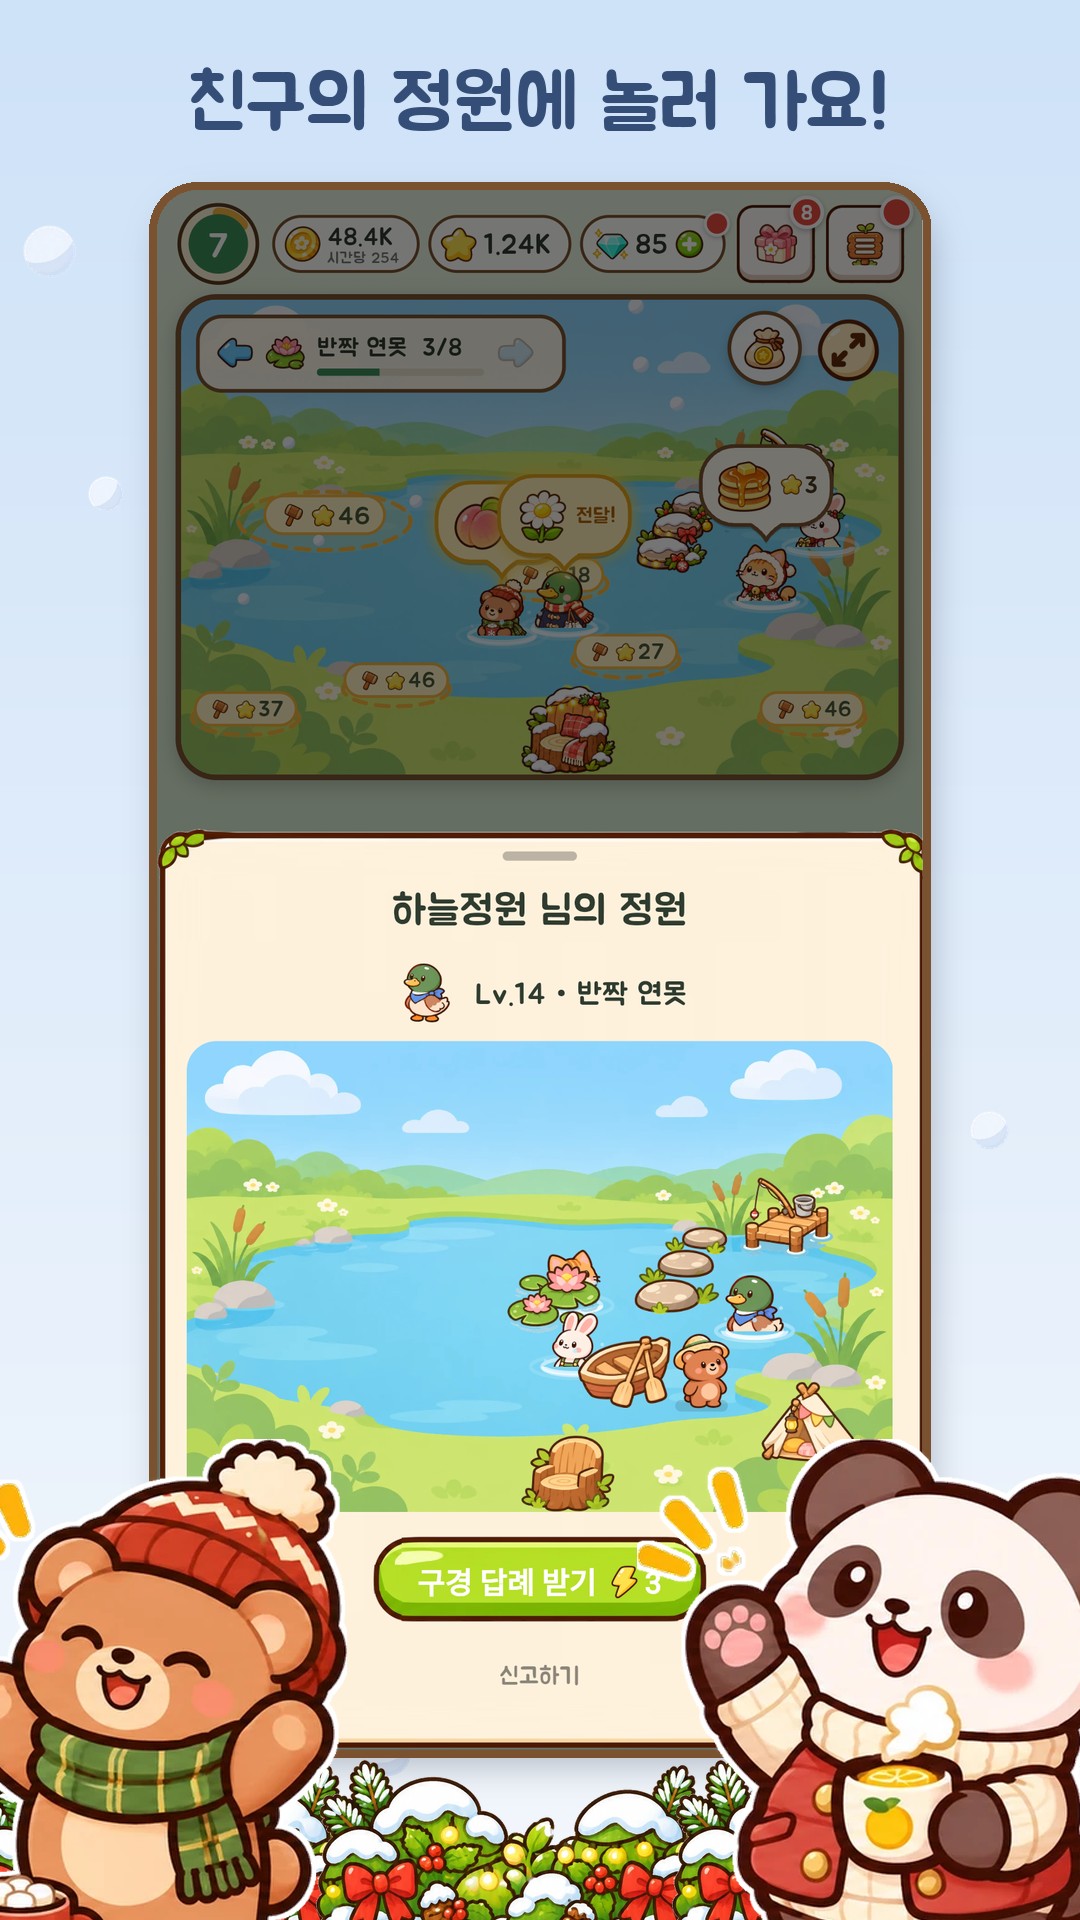 친구의 정원에 놀러 가요!
7
48.4K
시간당 254
1.24K
85
8
반짝 연못 3/8
3
46
전달!
18
27
46
37
46
하늘정원 님의 정원
Lv.14 • 반짝 연못
구경 답례 받기 3
신고하기